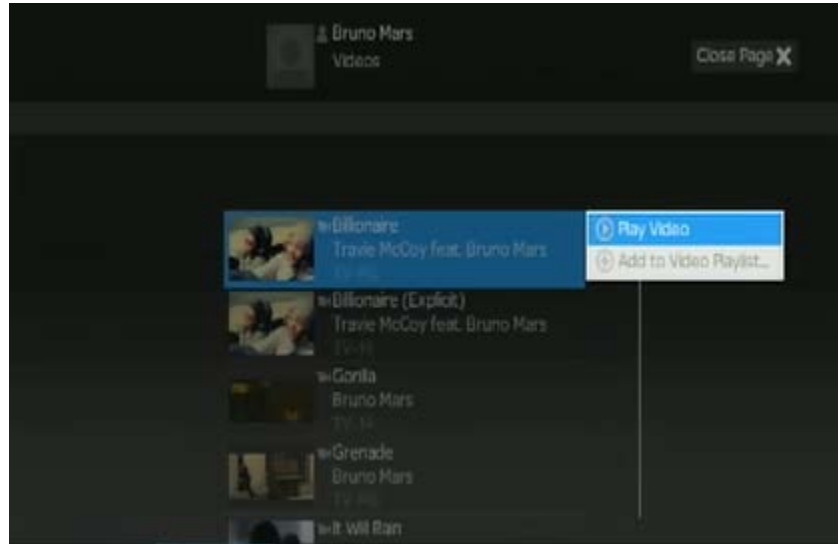 Bruno Mars
Videos
Close Page X
Billionaire
Travie McCoy feat. Bruno Mars
TV-PG
Play Video
Add to Video Playlist...
Billionaire (Explicit)
Travie McCoy feat. Bruno Mars
TV-14
Gorilla
Bruno Mars
TV-14
Grenade
Bruno Mars
TV-PG
It Will Rain